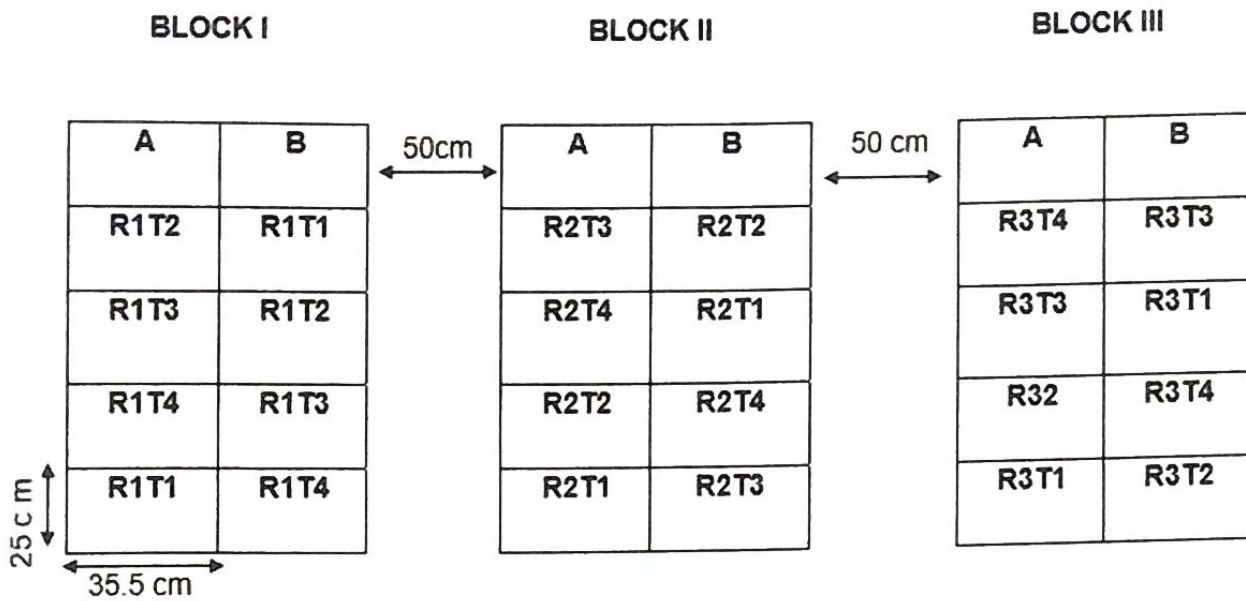 BLOCK I BLOCK II BLOCK III
A B 50cm A B 50 cm A B
R1T2 R1T1 R2T3 R2T2 R3T4 R3T3
R1T3 R1T2 R2T4 R2T1 R3T3 R3T1
R1T4 R1T3 R2T2 R2T4 R32 R3T4
R1T1 R1T4 R2T1 R2T3 R3T1 R3T2
25 c m
35.5 cm